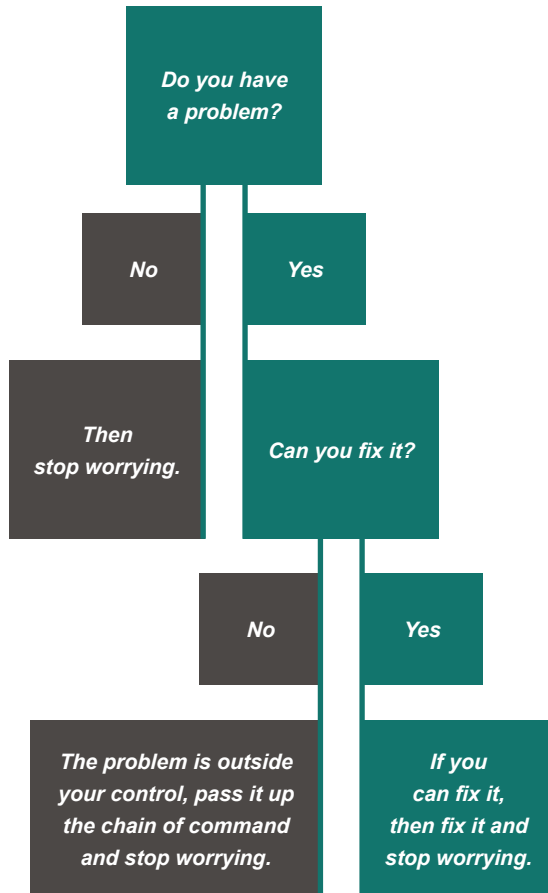 Do you have
a problem?
No
Yes
Then
stop worrying.
Can you fix it?
No
Yes
The problem is outside
your control, pass it up
the chain of command
and stop worrying.
If you
can fix it,
then fix it and
stop worrying.